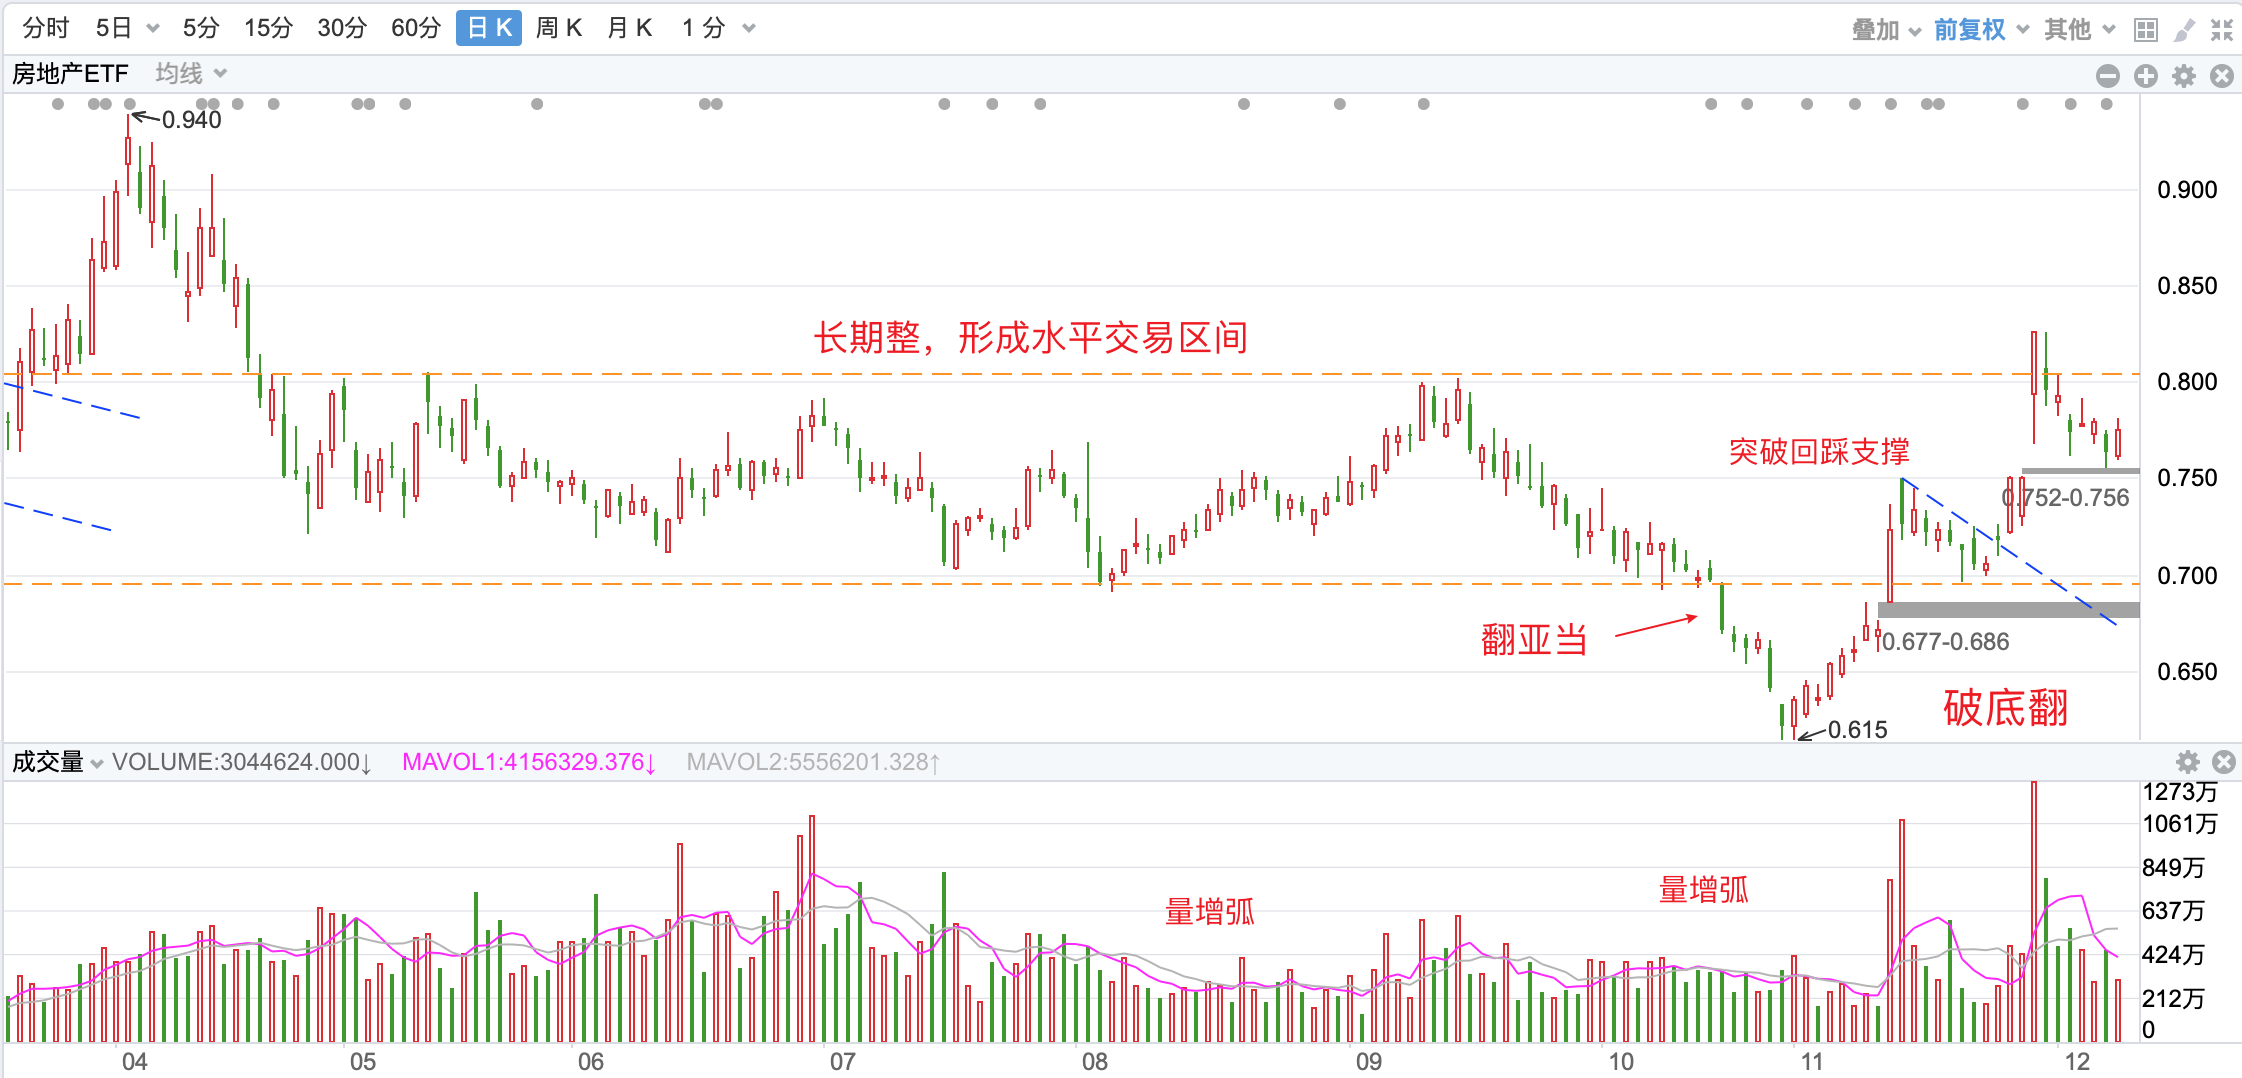 分时 5日 5分 15分 30分 60分 日K 周K 月K 1分 叠加 前复权 其他
房地产ETF 均线
0.940
0.900
0.850
长期整，形成水平交易区间
0.800
突破回踩支撑
0.750
0.752-0.756
0.700
翻亚当
0.677-0.686
0.650
破底翻
0.615
成交量 VOLUME:3044624.000↓ MAVOL1:4156329.376↓ MAVOL2:5556201.328↑
1273万
1061万
849万
量增弧
量增弧
637万
424万
212万
0
04 05 06 07 08 09 10 11 12